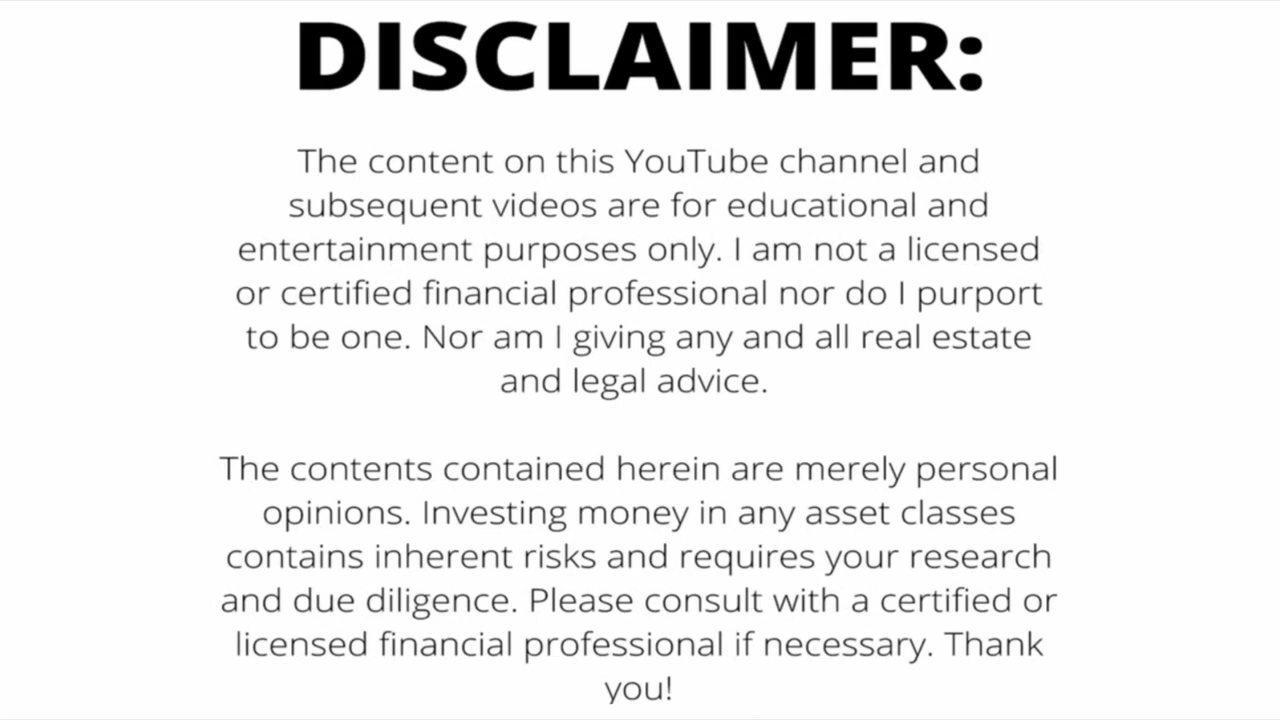 DISCLAIMER:
The content on this YouTube channel and
subsequent videos are for educational and
entertainment purposes only. I am not a licensed
or certified financial professional nor do I purport
to be one. Nor am I giving any and all real estate
and legal advice.
The contents contained herein are merely personal
opinions. Investing money in any asset classes
contains inherent risks and requires your research
and due diligence. Please consult with a certified or
licensed financial professional if necessary. Thank
you!